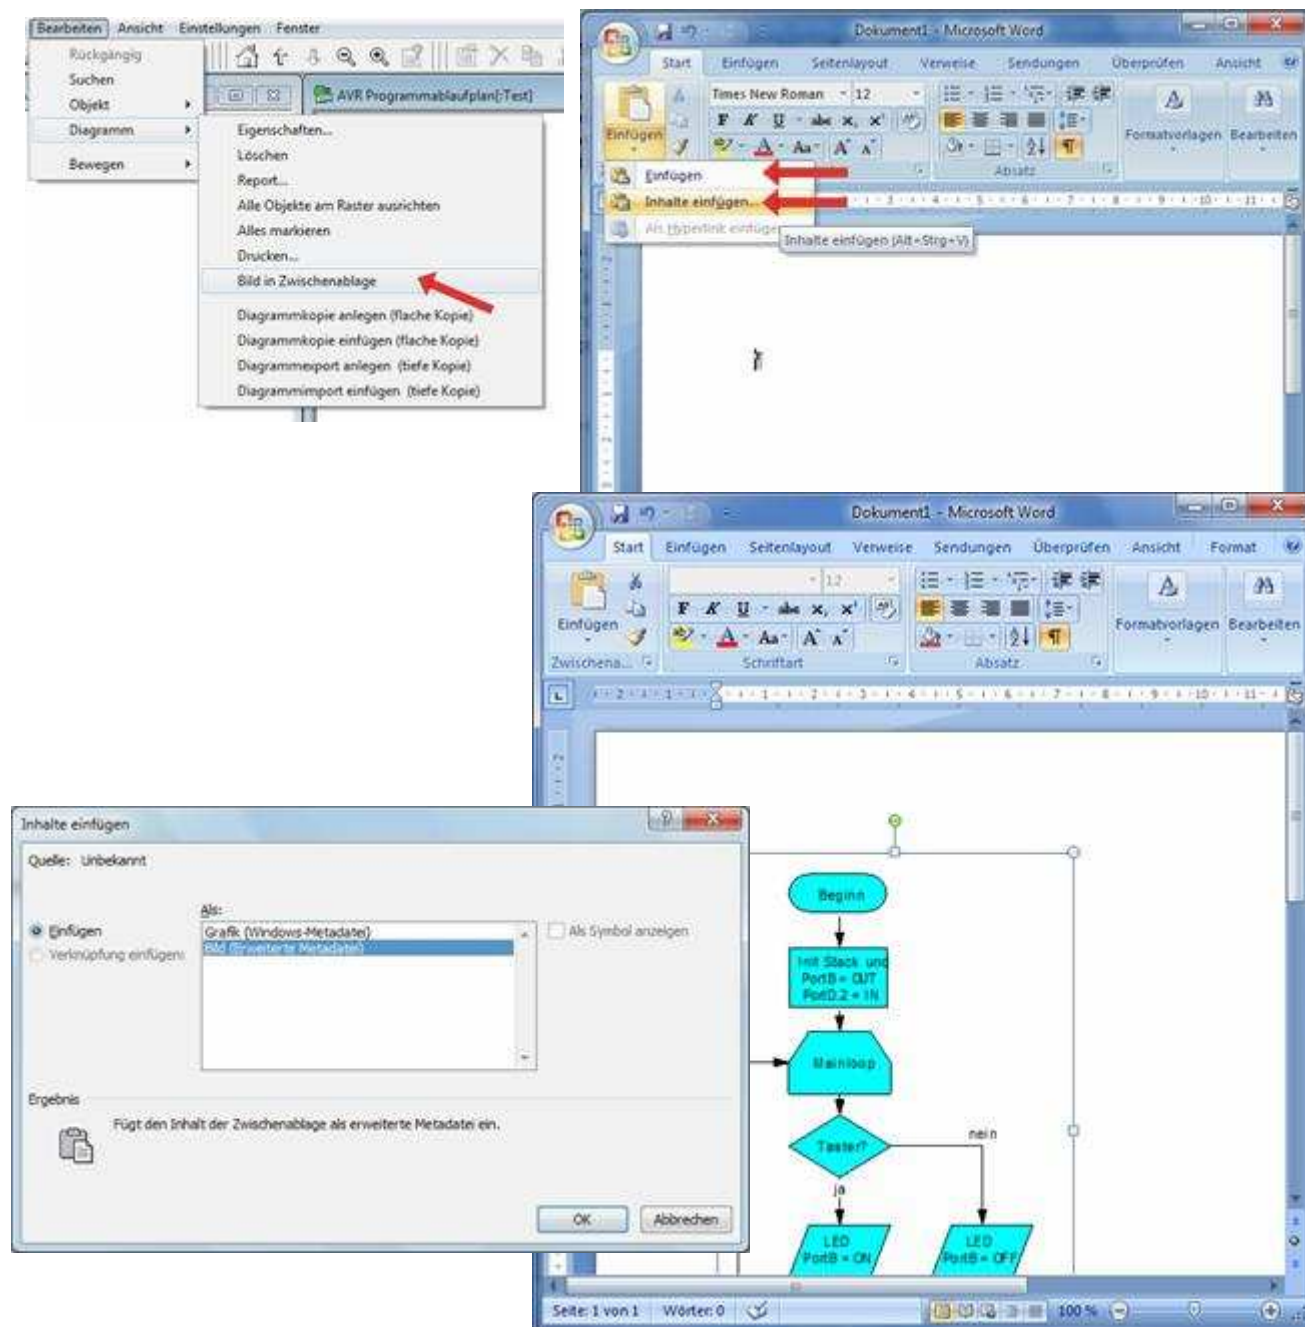 Bearbeiten Ansicht Einstellungen Fenster
Rückgängig
Suchen
Objekt
Diagramm
Bewegen
AVR Programmablaufplan[:Test]
Eigenschaften...
Löschen
Report...
Alle Objekte am Raster ausrichten
Alles markieren
Drucken...
Bild in Zwischenablage
Diagrammkopie anlegen (flache Kopie)
Diagrammkopie einfügen (flache Kopie)
Diagrammexport anlegen (tiefe Kopie)
Diagrammimport einfügen (tiefe Kopie)
Dokument1 - Microsoft Word
Start Einfügen Seitenlayout Verweise Sendungen Überprüfen Ansicht
Times New Roman 12
F K U abc x, x'
Einfügen
Formatvorlagen Bearbeiten
Absatz
Einfügen
Inhalte einfügen...
Als Hyperlink einfüge
Inhalte einfügen (Alt+Strg+V)
Dokument1 - Microsoft Word
Start Einfügen Seitenlayout Verweise Sendungen Überprüfen Ansicht Format
12
F K U abc x, x'
Einfügen
Formatvorlagen Bearbeiten
Zwischena... Schriftart Absatz
Beginn
Init Stack und
PortB = OUT
PortD.2 = IN
Mainloop
Taster?
nein
ja
LED
PortB = ON
LED
PortB = OFF
Seite: 1 von 1 Wörter: 0 100 %
Inhalte einfügen
Quelle: Unbekannt
Als:
Einfügen
Verknüpfung einfügen:
Grafik (Windows-Metadatei)
Bild (Erweiterte Metadatei)
Als Symbol anzeigen
Ergebnis
Fügt den Inhalt der Zwischenablage als erweiterte Metadatei ein.
OK Abbrechen